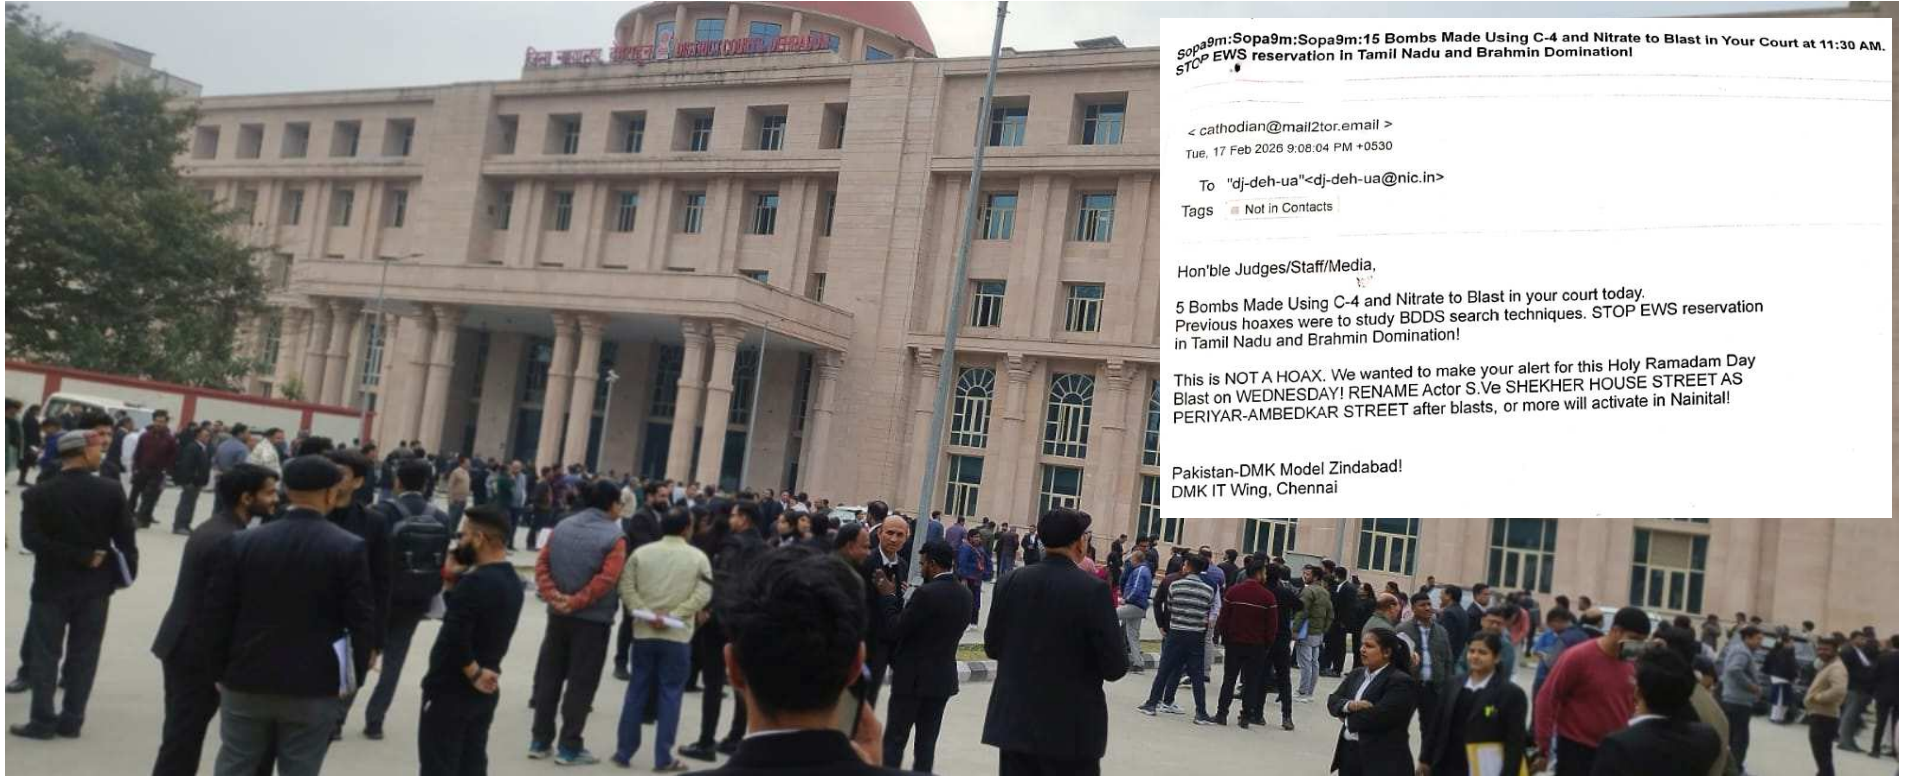 जिला न्यायालय देहरादून DISTRICT COURTS, DEHRADUN
Sopa9m:Sopa9m:Sopa9m:15 Bombs Made Using C-4 and Nitrate to Blast in Your Court at 11:30 AM.
STOP EWS reservation in Tamil Nadu and Brahmin Domination!
< cathodian@mail2tor.email >
Tue, 17 Feb 2026 9:08:04 PM +0530
To "dj-deh-ua"<dj-deh-ua@nic.in>
Tags Not in Contacts
Hon'ble Judges/Staff/Media,
5 Bombs Made Using C-4 and Nitrate to Blast in your court today.
Previous hoaxes were to study BDDS search techniques. STOP EWS reservation
in Tamil Nadu and Brahmin Domination!
This is NOT A HOAX. We wanted to make your alert for this Holy Ramadam Day
Blast on WEDNESDAY! RENAME Actor S.Ve SHEKHER HOUSE STREET AS
PERIYAR-AMBEDKAR STREET after blasts, or more will activate in Nainital!
Pakistan-DMK Model Zindabad!
DMK IT Wing, Chennai